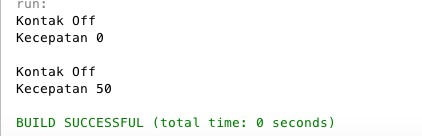 run:
Kontak Off
Kecepatan 0
Kontak Off
Kecepatan 50
BUILD SUCCESSFUL (total time: 0 seconds)